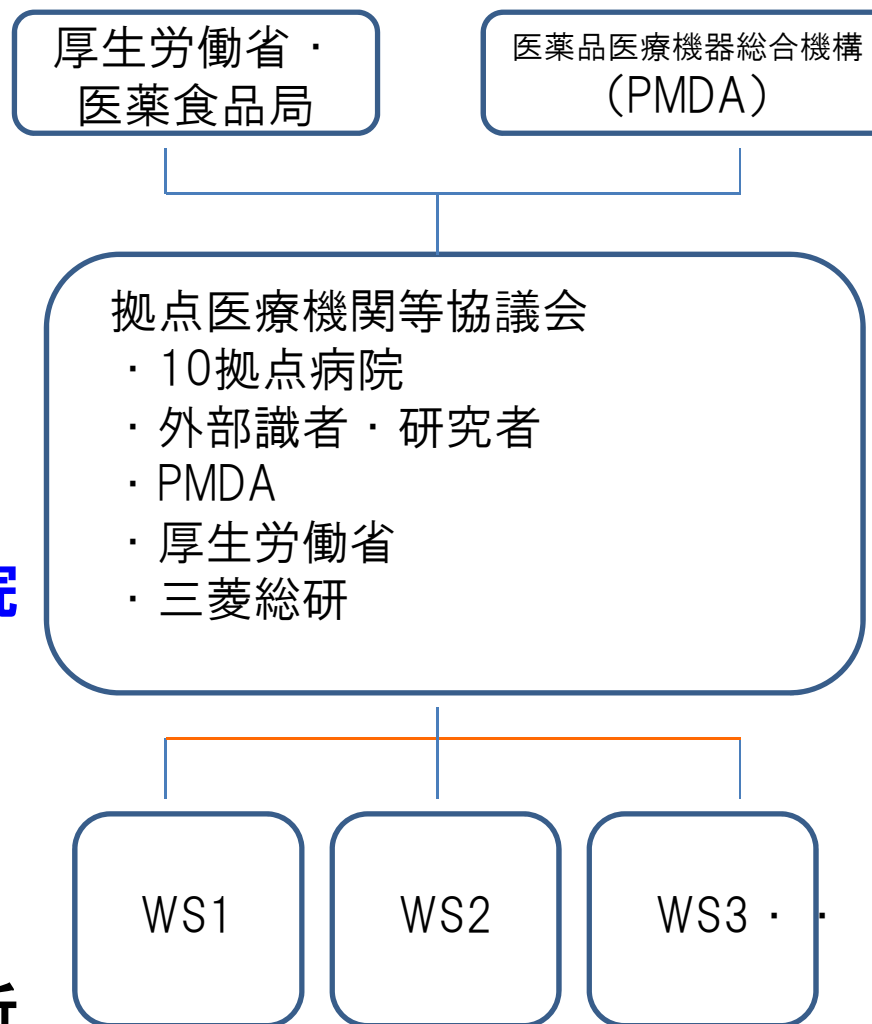 厚生労働省・
医薬食品局
医薬品医療機器総合機構
（PMDA）
拠点医療機関等協議会
・10拠点病院
・外部識者・研究者
・PMDA
・厚生労働省
・三菱総研
院
WS1
WS2
WS3・・